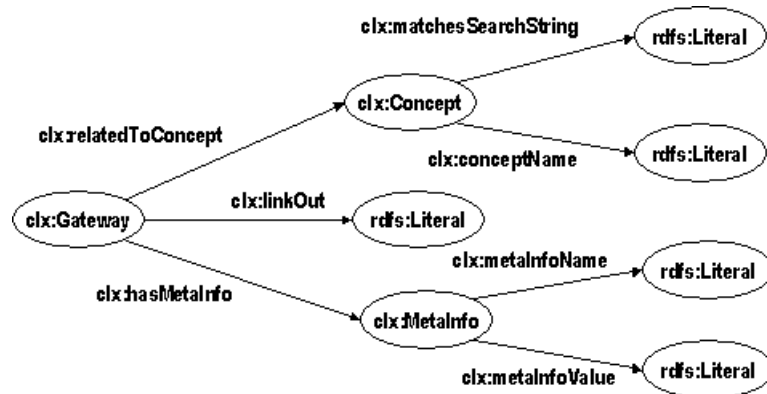 clx:matchesSearchString
rdfs:Literal
clx:Concept
clx:relatedToConcept
clx:conceptName
rdfs:Literal
clx:linkOut
clx:Gateway
rdfs:Literal
clx:metaInfoName
rdfs:Literal
clx:hasMetaInfo
clx:MetaInfo
clx:metaInfoValue
rdfs:Literal